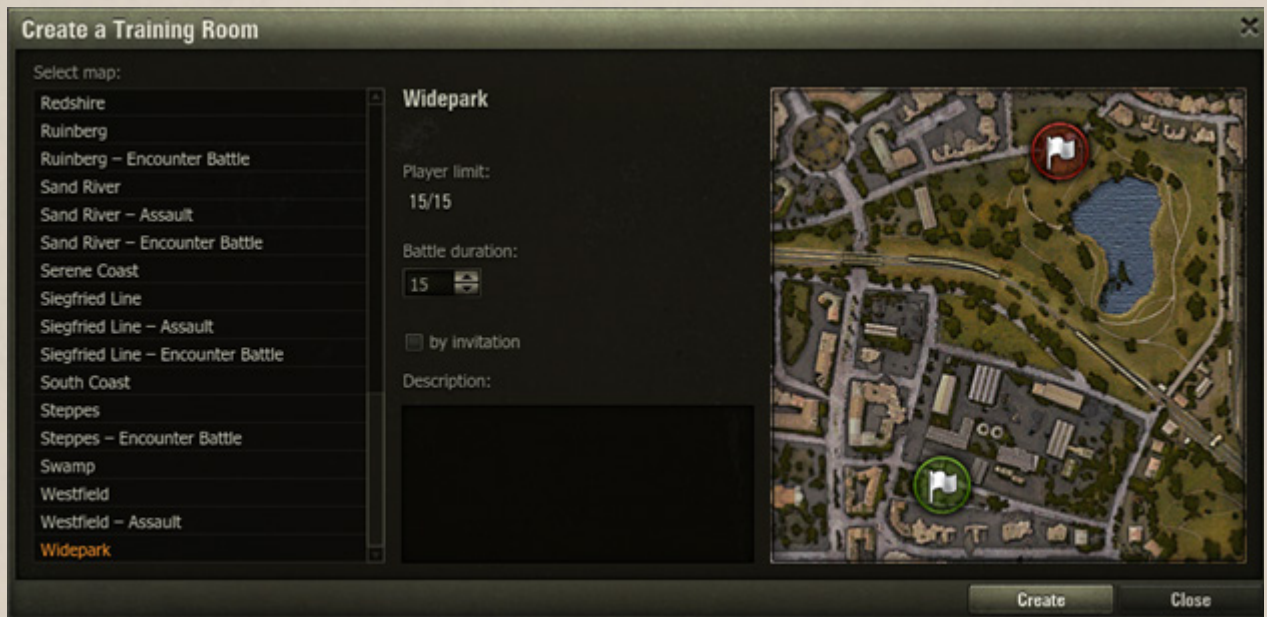 Create a Training Room
Select map:
Redshire
Ruinberg
Ruinberg – Encounter Battle
Sand River
Sand River – Assault
Sand River – Encounter Battle
Serene Coast
Siegfried Line
Siegfried Line – Assault
Siegfried Line – Encounter Battle
South Coast
Steppes
Steppes – Encounter Battle
Swamp
Westfield
Westfield – Assault
Widepark
Widepark
Player limit:
15/15
Battle duration:
15
by invitation
Description:
Create
Close